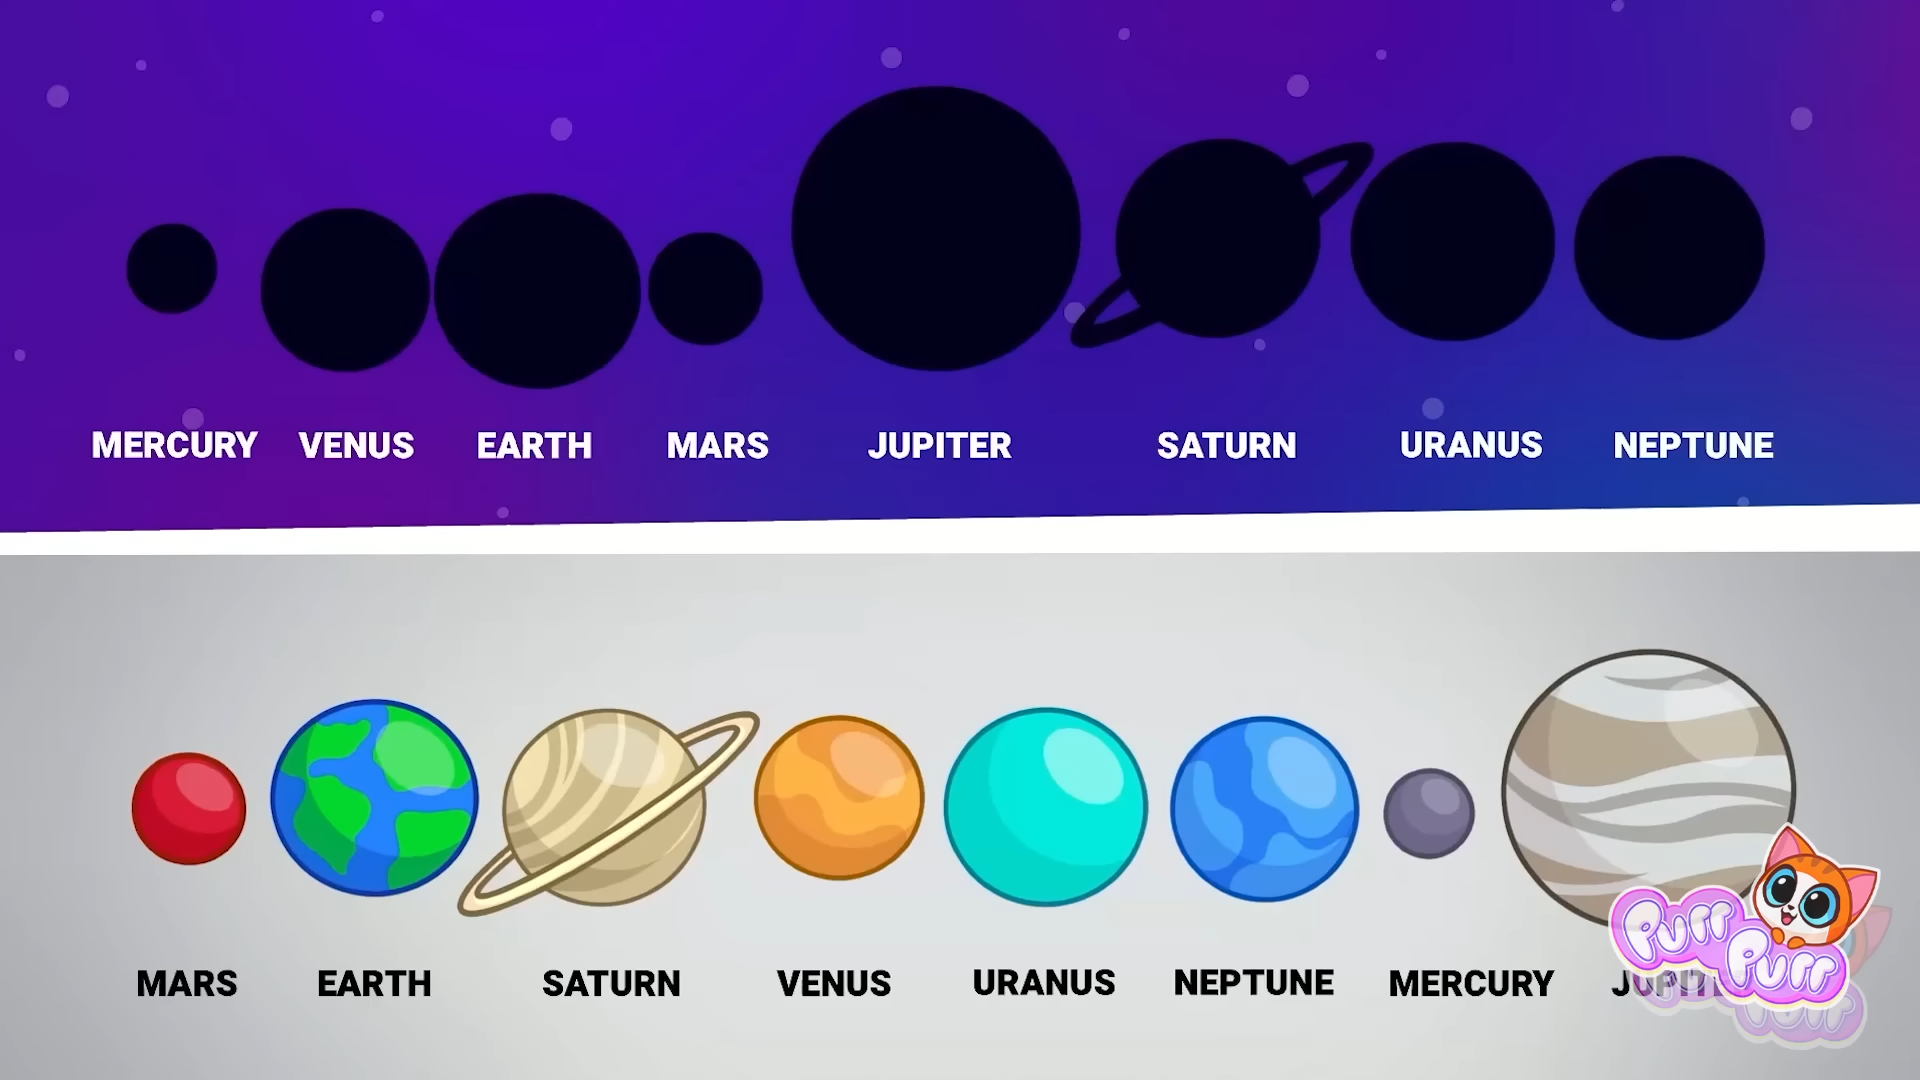 MERCURY VENUS EARTH MARS JUPITER SATURN URANUS NEPTUNE
MARS EARTH SATURN VENUS URANUS NEPTUNE MERCURY
Purr
Purr